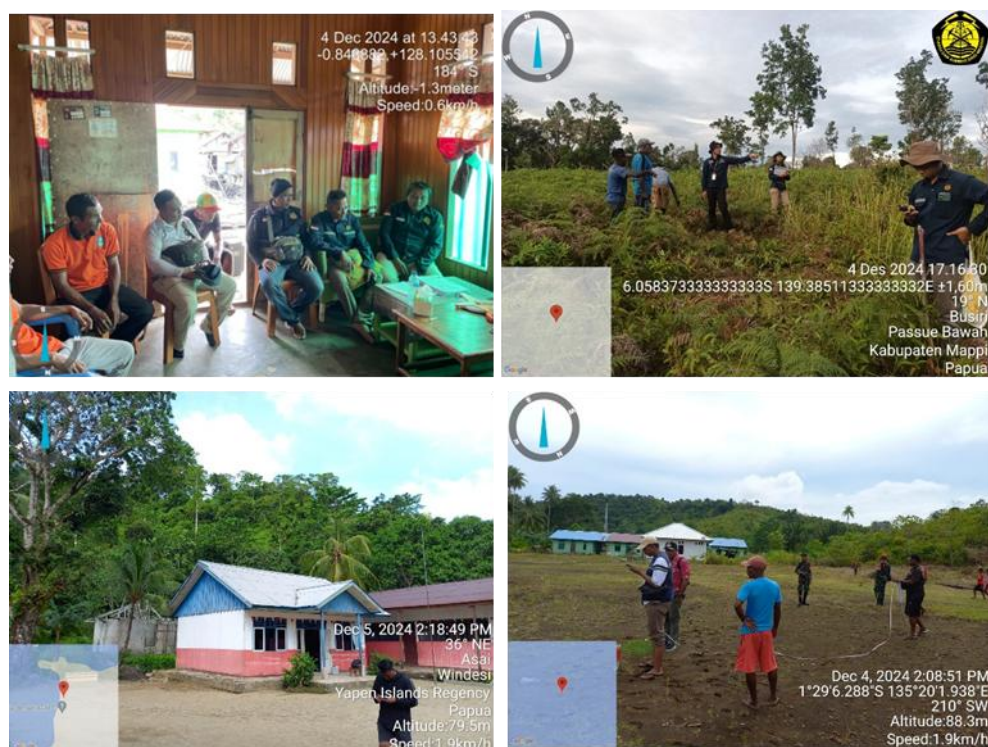 4 Dec 2024 at 13.43.43
-0.848882,+128.105542
184° S
Altitude:-1.3meter
Speed:0.6km/h
4 Des 2024 17.16.30
6.0583733333333333S 139.38511333333332E ±1,60m
19° N
Busiri
Passue Bawah
Kabupaten Mappi
Papua
Google
Dec 5, 2024 2:18:49 PM
36° NE
Asai
Windesi
Yapen Islands Regency
Papua
Altitude:79.5m
Speed:1.9km/h
Dec 4, 2024 2:08:51 PM
1°29'6.288"S 135°20'1.938"E
210° SW
Altitude:88.3m
Speed:1.9km/h